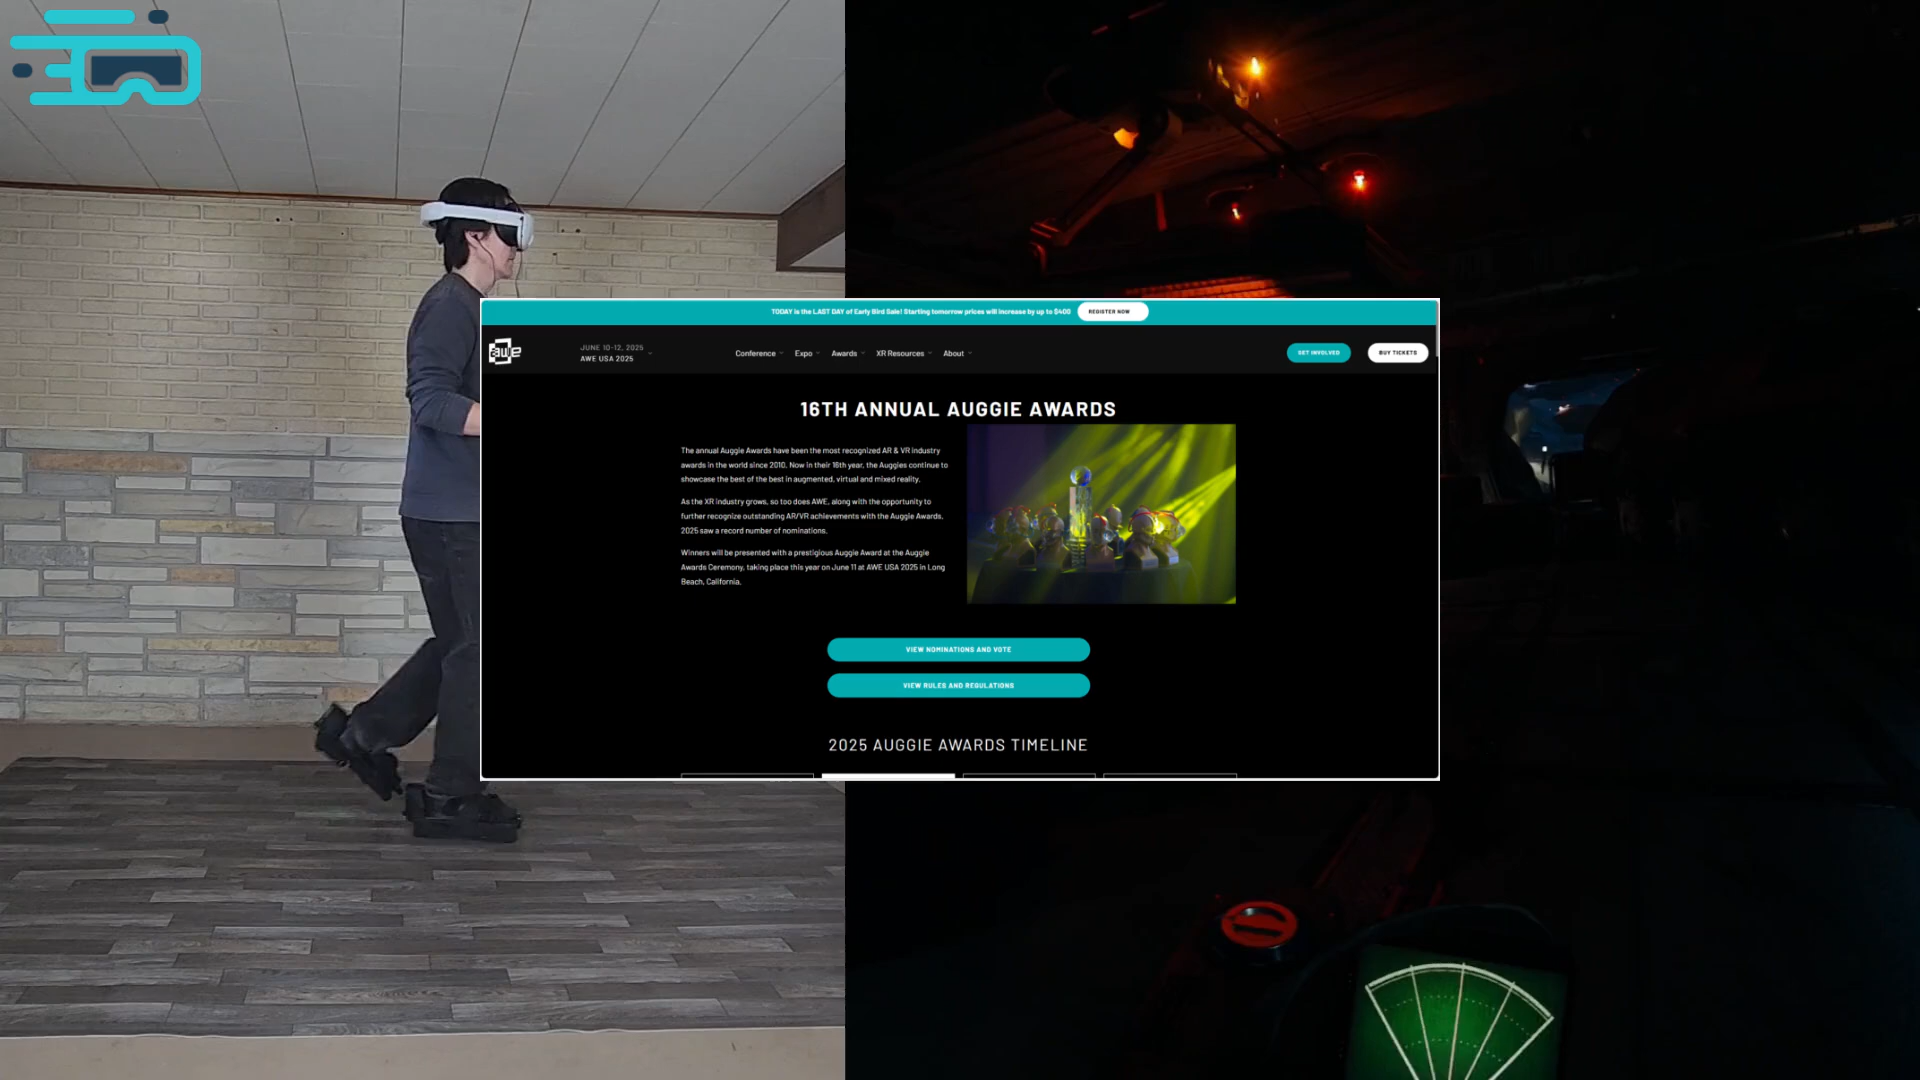 TODAY is the LAST DAY of Early Bird Sale! Starting tomorrow prices will increase by up to $400
REGISTER NOW
awe
JUNE 10-12, 2025
AWE USA 2025
Conference
Expo
Awards
XR Resources
About
GET INVOLVED
BUY TICKETS
16TH ANNUAL AUGGIE AWARDS
The annual Auggie Awards have been the most recognized AR & VR industry
awards in the world since 2010. Now in their 16th year, the Auggies continue to
showcase the best of the best in augmented, virtual and mixed reality.
As the XR industry grows, so too does AWE, along with the opportunity to
further recognize outstanding AR/VR achievements with the Auggie Awards.
2025 saw a record number of nominations.
Winners will be presented with a prestigious Auggie Award at the Auggie
Awards Ceremony, taking place this year on June 11 at AWE USA 2025 in Long
Beach, California.
VIEW NOMINATIONS AND VOTE
VIEW RULES AND REGULATIONS
2025 AUGGIE AWARDS TIMELINE